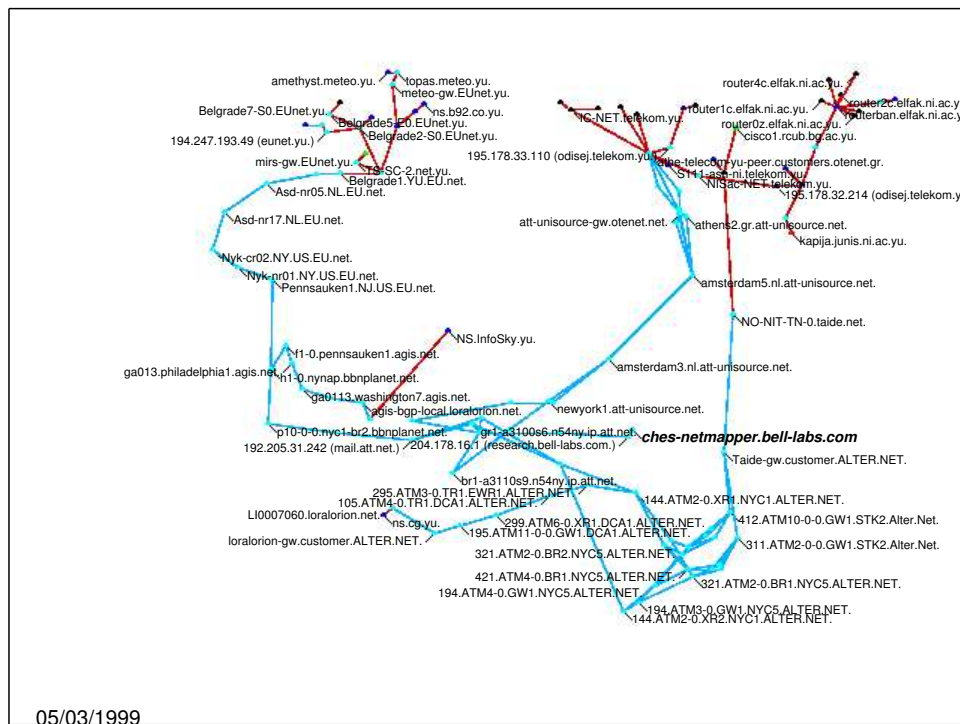 amethyst.meteo.yu.
topas.meteo.yu.
meteo-gw.EUnet.yu.
router4c.elfak.ni.ac.yu.
Belgrade7-S0.EUnet.yu.
ns.b92.co.yu.
router1c.elfak.ni.ac.yu.
router2c.elfak.ni.ac.y
Belgrade5-E0.EUnet.yu.
IC-NET.telekom.yu.
routerban.elfak.ni.ac.y
router0z.elfak.ni.ac.yu.
Belgrade2-S0.EUnet.yu.
cisco1.rcub.bg.ac.yu.
194.247.193.49 (eunet.yu.)
195.178.33.110 (odisej.telekom.yu.)
mirs-gw.EUnet.yu.
athe-telecom-yu-peer.customers.otenet.gr.
TS-SC-2.net.yu.
Belgrade1.YU.EU.net.
NISac-NET.telekom.yu.
195.178.32.214 (odisej.telekom.y
Asd-nr05.NL.EU.net.
Asd-nr17.NL.EU.net.
att-unisource-gw.otenet.net.
athens2.gr.att-unisource.net.
kapija.junis.ni.ac.yu.
Nyk-cr02.NY.US.EU.net.
Nyk-nr01.NY.US.EU.net.
Pennsauken1.NJ.US.EU.net.
amsterdam5.nl.att-unisource.net.
NO-NIT-TN-0.taide.net.
NS.InfoSky.yu.
f1-0.pennsauken1.agis.net.
ga013.philadelphia1.agis.net.
h1-0.nynap.bbnplanet.net.
amsterdam3.nl.att-unisource.net.
ga0113.washington7.agis.net.
agis-bgp-local.loralorion.net.
newyork1.att-unisource.net.
p10-0-0.nyc1-br2.bbnplanet.net.
gr1-a3100s6.n54ny.ip.att.net.
ches-netmapper.bell-labs.com
192.205.31.242 (mail.att.net.)
204.178.16.1 (research.bell-labs.com.)
Taide-gw.customer.ALTER.NET.
br1-a3110s9.n54ny.ip.att.net.
295.ATM3-0.TR1.EWR1.ALTER.NET.
144.ATM2-0.XR1.NYC1.ALTER.NET.
105.ATM4-0.TR1.DCA1.ALTER.NET.
LI0007060.loralorion.net.
ns.cg.yu.
299.ATM6-0.XR1.DCA1.ALTER.NET.
412.ATM10-0-0.GW1.STK2.Alter.Net.
195.ATM11-0-0.GW1.DCA1.ALTER.NET.
loralorion-gw.customer.ALTER.NET.
311.ATM2-0-0.GW1.STK2.Alter.Net.
321.ATM2-0.BR2.NYC5.ALTER.NET.
421.ATM4-0.BR1.NYC5.ALTER.NET.
321.ATM2-0.BR1.NYC5.ALTER.NET.
194.ATM4-0.GW1.NYC5.ALTER.NET.
194.ATM3-0.GW1.NYC5.ALTER.NET.
144.ATM2-0.XR2.NYC1.ALTER.NET.
05/03/1999